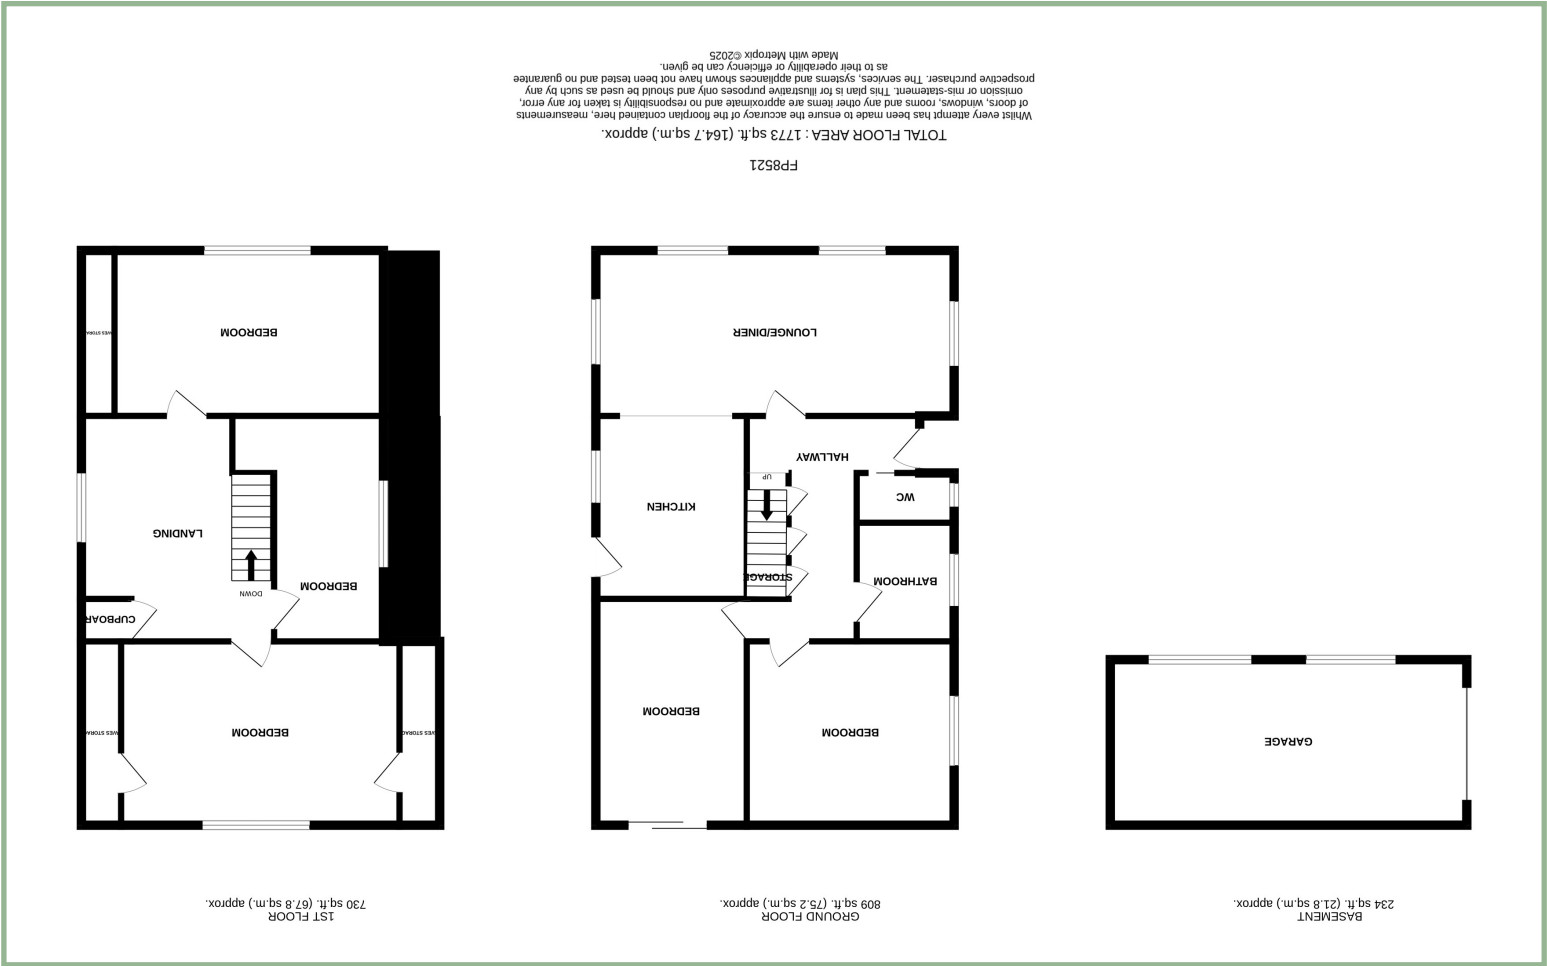 BASEMENT
234 sq.ft. (21.8 sq.m.) approx.
GARAGE
GROUND FLOOR
809 sq.ft. (75.2 sq.m.) approx.
BEDROOM
BEDROOM
BATHROOM
STORAGE
WC
UP
KITCHEN
HALLWAY
LOUNGE/DINER
1ST FLOOR
730 sq.ft. (67.8 sq.m.) approx.
VES STORAG
BEDROOM
VES STORA
CUPBOAR
DOWN
BEDROOM
LANDING
BEDROOM
VES STORA
FP8521
TOTAL FLOOR AREA : 1773 sq.ft. (164.7 sq.m.) approx.
Whilst every attempt has been made to ensure the accuracy of the floorplan contained here, measurements
of doors, windows, rooms and any other items are approximate and no responsibility is taken for any error,
omission or mis-statement. This plan is for illustrative purposes only and should be used as such by any
prospective purchaser. The services, systems and appliances shown have not been tested and no guarantee
as to their operability or efficiency can be given.
Made with Metropix ©2025